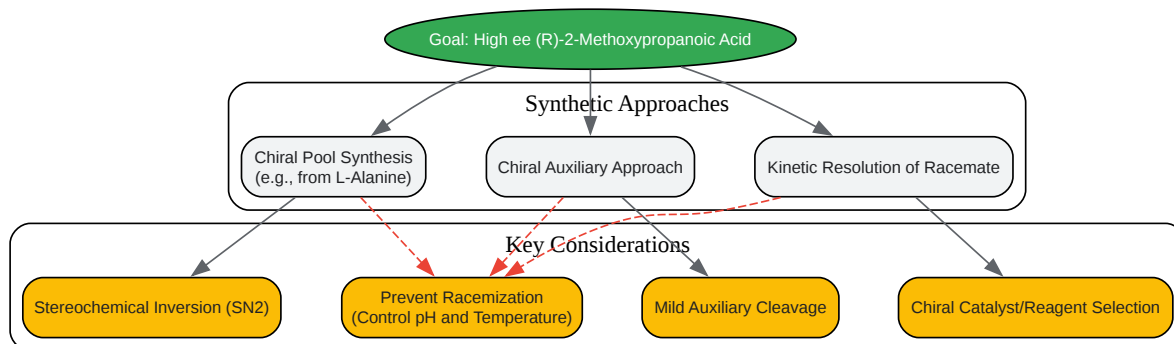 Goal: High ee (R)-2-Methoxypropanoic Acid
Synthetic Approaches
Chiral Pool Synthesis
(e.g., from L-Alanine)
Chiral Auxiliary Approach
Kinetic Resolution of Racemate
Key Considerations
Stereochemical Inversion (SN2)
Prevent Racemization
(Control pH and Temperature)
Mild Auxiliary Cleavage
Chiral Catalyst/Reagent Selection